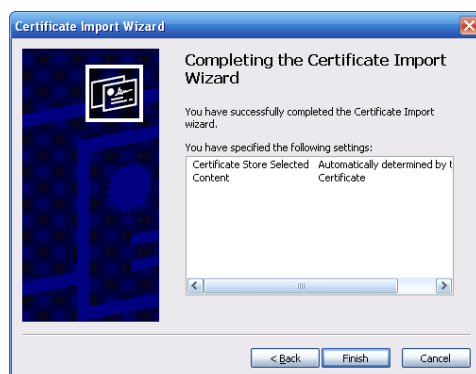 Certificate Import Wizard
Completing the Certificate Import
Wizard
You have successfully completed the Certificate Import
wizard.
You have specified the following settings:
Certificate Store Selected Automatically determined by t
Content Certificate
< Back Finish Cancel